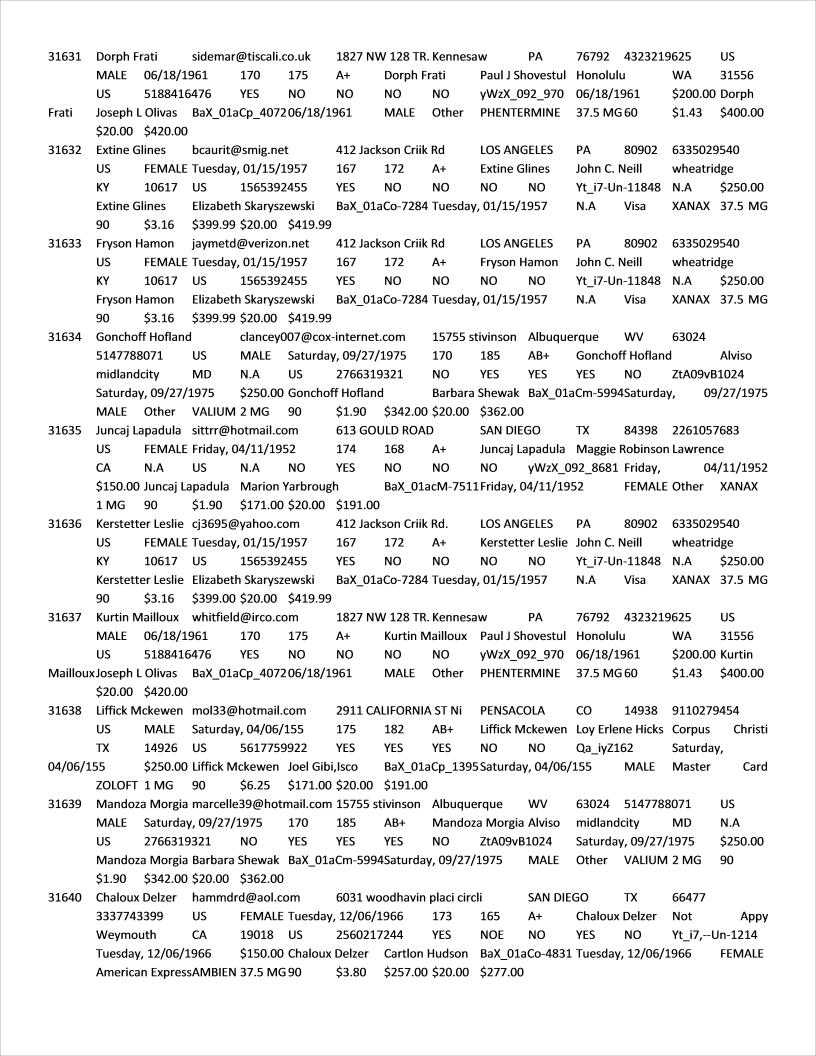 31631 Dorph Frati sidemar@tiscali.co.uk 1827 NW 128 TR. Kennesaw PA 76792 4323219625 US
MALE 06/18/1961 170 175 A+ Dorph Frati Paul J Shovestul Honolulu WA 31556
US 5188416476 YES NO NO NO NO yWzX_092_970 06/18/1961 $200.00 Dorph
Frati Joseph L Olivas BaX_01aCp_4072 06/18/1961 MALE Other PHENTERMINE 37.5 MG 60 $1.43 $400.00
$20.00 $420.00
31632 Extine Glines bcaurit@smig.net 412 Jackson Criik Rd LOS ANGELES PA 80902 6335029540
US FEMALE Tuesday, 01/15/1957 167 172 A+ Extine Glines John C. Neill wheatridge
KY 10617 US 1565392455 YES NO NO NO NO Yt_i7-Un-11848 N.A $250.00
Extine Glines Elizabeth Skaryszewski BaX_01aCo-7284 Tuesday, 01/15/1957 N.A Visa XANAX 37.5 MG
90 $3.16 $399.99 $20.00 $419.99
31633 Fryson Hamon jaymetd@verizon.net 412 Jackson Criik Rd LOS ANGELES PA 80902 6335029540
US FEMALE Tuesday, 01/15/1957 167 172 A+ Fryson Hamon John C. Neill wheatridge
KY 10617 US 1565392455 YES NO NO NO NO Yt_i7-Un-11848 N.A $250.00
Fryson Hamon Elizabeth Skaryszewski BaX_01aCo-7284 Tuesday, 01/15/1957 N.A Visa XANAX 37.5 MG
90 $3.16 $399.99 $20.00 $419.99
31634 Gonchoff Hofland clancey007@cox-internet.com 15755 stivinson Albuquerque WV 63024
5147788071 US MALE Saturday, 09/27/1975 170 185 AB+ Gonchoff Hofland Alviso
midlandcity MD N.A US 2766319321 NO YES YES YES NO ZtA09vB1024
Saturday, 09/27/1975 $250.00 Gonchoff Hofland Barbara Shewak BaX_01aCm-5994 Saturday, 09/27/1975
MALE Other VALIUM 2 MG 90 $1.90 $342.00 $20.00 $362.00
31635 Juncaj Lapadula sittrr@hotmail.com 613 GOULD ROAD SAN DIEGO TX 84398 2261057683
US FEMALE Friday, 04/11/1952 174 168 A+ Juncaj Lapadula Maggie Robinson Lawrence
CA N.A US N.A NO YES NO NO NO yWzX_092_8681 Friday, 04/11/1952
$150.00 Juncaj Lapadula Marion Yarbrough BaX_01acM-7511 Friday, 04/11/1952 FEMALE Other XANAX
1 MG 90 $1.90 $171.00 $20.00 $191.00
31636 Kerstetter Leslie cj3695@yahoo.com 412 Jackson Criik Rd. LOS ANGELES PA 80902 6335029540
US FEMALE Tuesday, 01/15/1957 167 172 A+ Kerstetter Leslie John C. Neill wheatridge
KY 10617 US 1565392455 YES NO NO NO NO Yt_i7-Un-11848 N.A $250.00
Kerstetter Leslie Elizabeth Skaryszewski BaX_01aCo-7284 Tuesday, 01/15/1957 N.A Visa XANAX 37.5 MG
90 $3.16 $399.00 $20.00 $419.99
31637 Kurtin Mailloux whitfield@irco.com 1827 NW 128 TR. Kennesaw PA 76792 4323219625 US
MALE 06/18/1961 170 175 A+ Kurtin Mailloux Paul J Shovestul Honolulu WA 31556
US 5188416476 YES NO NO NO NO yWzX_092_970 06/18/1961 $200.00 Kurtin
Mailloux Joseph L Olivas BaX_01aCp_4072 06/18/1961 MALE Other PHENTERMINE 37.5 MG 60 $1.43 $400.00
$20.00 $420.00
31638 Liffick Mckewen mol33@hotmail.com 2911 CALIFORNIA ST Ni PENSACOLA CO 14938 9110279454
US MALE Saturday, 04/06/155 175 182 AB+ Liffick Mckewen Loy Erlene Hicks Corpus Christi
TX 14926 US 5617759922 YES YES YES NO NO Qa_iyZ162 Saturday,
04/06/155 $250.00 Liffick Mckewen Joel Gibi,Isco BaX_01aCp_1395 Saturday, 04/06/155 MALE Master Card
ZOLOFT 1 MG 90 $6.25 $171.00 $20.00 $191.00
31639 Mandoza Morgia marcelle39@hotmail.com 15755 stivinson Albuquerque WV 63024 5147788071 US
MALE Saturday, 09/27/1975 170 185 AB+ Mandoza Morgia Alviso midlandcity MD N.A
US 2766319321 NO YES YES YES NO ZtA09vB1024 Saturday, 09/27/1975 $250.00
Mandoza Morgia Barbara Shewak BaX_01aCm-5994 Saturday, 09/27/1975 MALE Other VALIUM 2 MG 90
$1.90 $342.00 $20.00 $362.00
31640 Chaloux Delzer hammdrd@aol.com 6031 woodhavin placi circli SAN DIEGO TX 66477
3337743399 US FEMALE Tuesday, 12/06/1966 173 165 A+ Chaloux Delzer Not Appy
Weymouth CA 19018 US 2560217244 YES NOE NO YES NO Yt_i7,--Un-1214
Tuesday, 12/06/1966 $150.00 Chaloux Delzer Cartlon Hudson BaX_01aCo-4831 Tuesday, 12/06/1966 FEMALE
American Express AMBIEN 37.5 MG 90 $3.80 $257.00 $20.00 $277.00